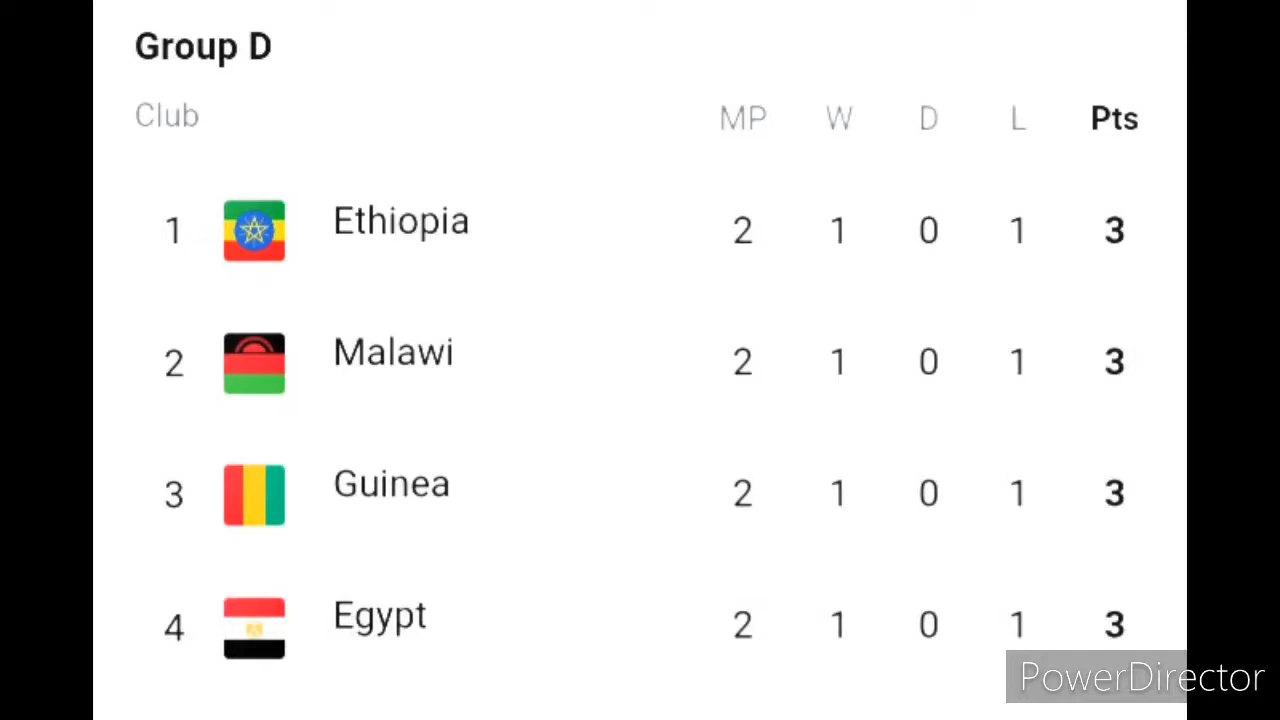 Group D
Club MP W D L Pts
1 Ethiopia 2 1 0 1 3
2 Malawi 2 1 0 1 3
3 Guinea 2 1 0 1 3
4 Egypt 2 1 0 1 3
PowerDirector